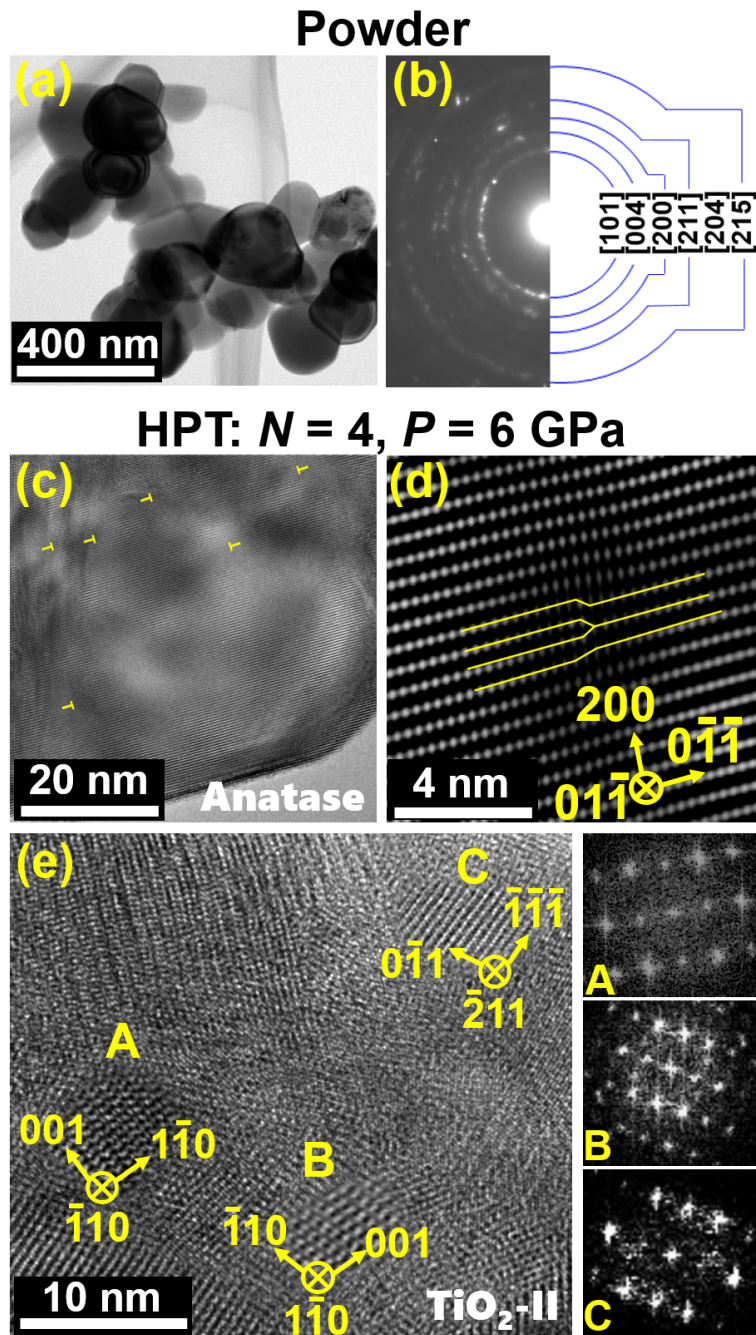 Powder
(a)
400 nm
(b)
[101]
[004]
[200]
[211]
[204]
[215]
HPT: N = 4, P = 6 GPa
(c)
20 nm
Anatase
(d)
200
01̄1̄
011̄
4 nm
(e)
A
001
11̄0
1̄10
B
1̄10
001
11̄0
C
1̄1̄1̄
01̄1
2̄11
10 nm
TiO₂-II
A
B
C